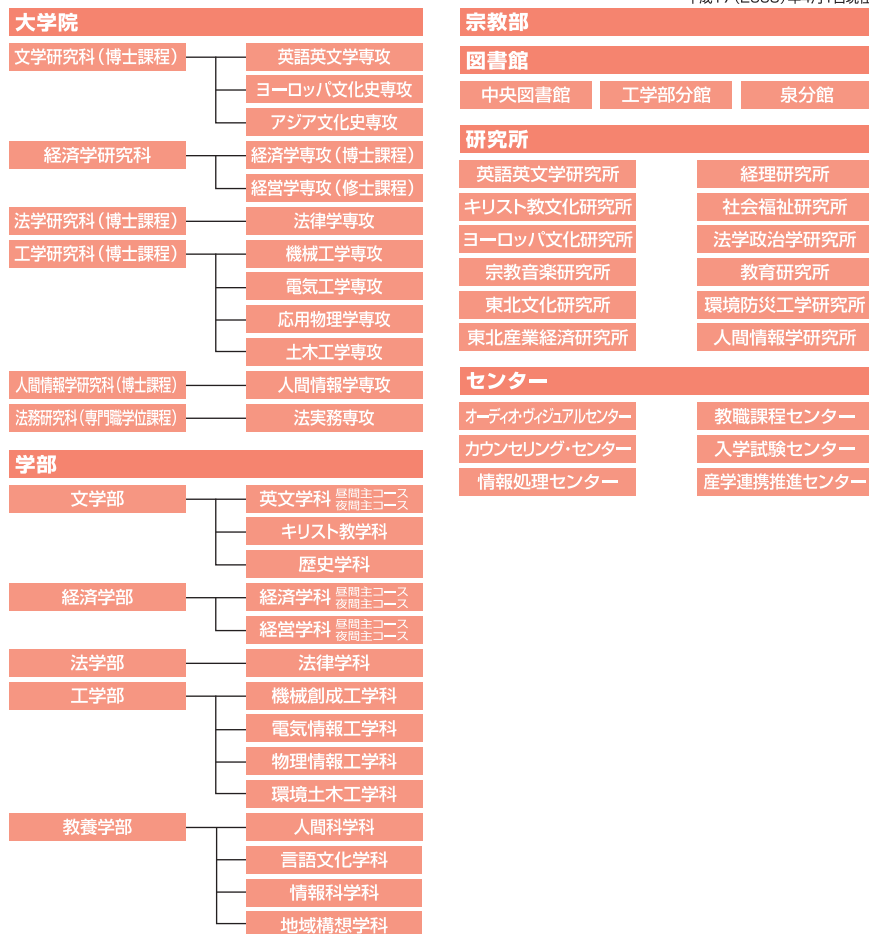 大学院
文学研究科(博士課程)
英語英文学専攻
ヨーロッパ文化史専攻
アジア文化史専攻
経済学研究科
経済学専攻(博士課程)
経営学専攻(修士課程)
法学研究科(博士課程)
法律学専攻
工学研究科(博士課程)
機械工学専攻
電気工学専攻
応用物理学専攻
土木工学専攻
人間情報学研究科(博士課程)
人間情報学専攻
法務研究科(専門職学位課程)
法実務専攻
学部
文学部
英文学科 昼間主コース
夜間主コース
キリスト教学科
歴史学科
経済学部
経済学科 昼間主コース
夜間主コース
経営学科 昼間主コース
夜間主コース
法学部
法律学科
工学部
機械創成工学科
電気情報工学科
物理情報工学科
環境土木工学科
教養学部
人間科学科
言語文化学科
情報科学科
地域構想学科
宗教部
図書館
中央図書館
工学部分館
泉分館
研究所
英語英文学研究所
経理研究所
キリスト教文化研究所
社会福祉研究所
ヨーロッパ文化研究所
法学政治学研究所
宗教音楽研究所
教育研究所
東北文化研究所
環境防災工学研究所
東北産業経済研究所
人間情報学研究所
センター
オーディオ・ヴィジュアルセンター
教職課程センター
カウンセリング・センター
入学試験センター
情報処理センター
産学連携推進センター